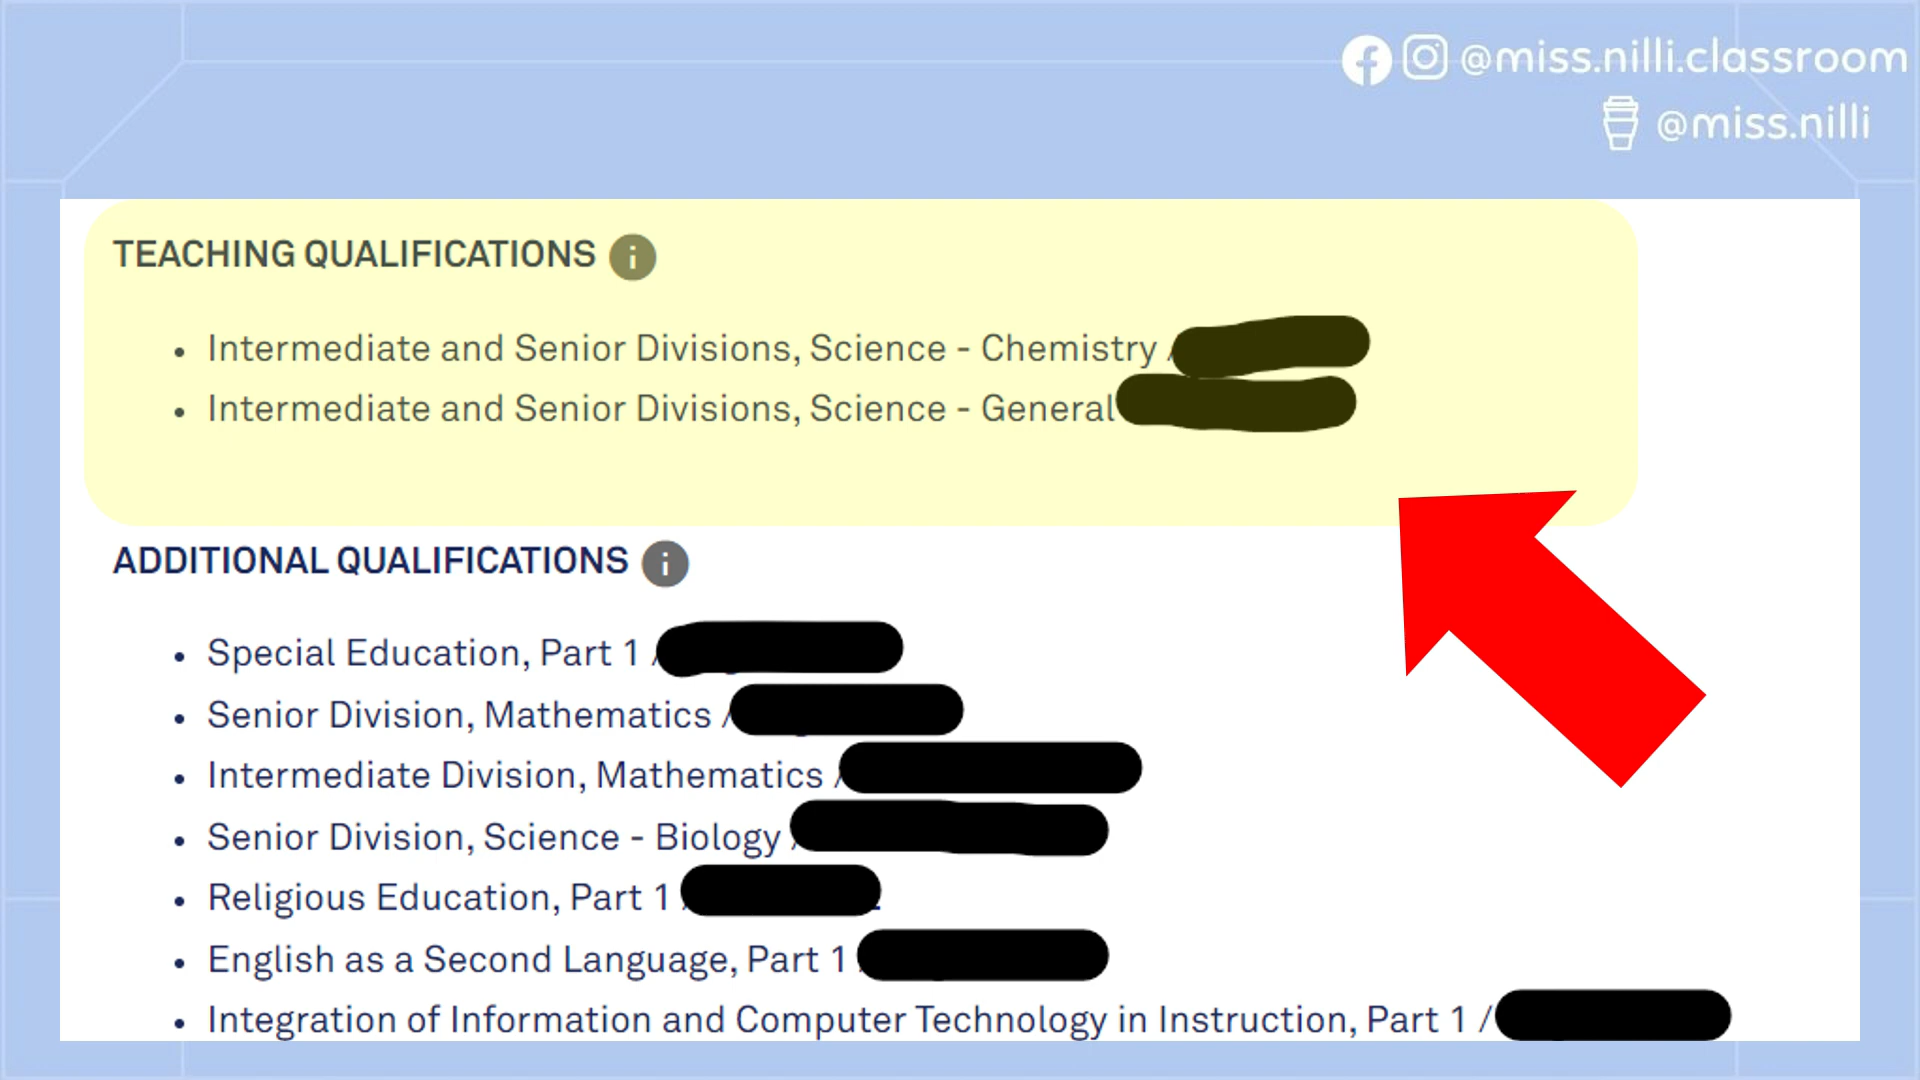 @miss.nilli.classroom
@miss.nilli
TEACHING QUALIFICATIONS i
• Intermediate and Senior Divisions, Science - Chemistry /
• Intermediate and Senior Divisions, Science - General
ADDITIONAL QUALIFICATIONS i
• Special Education, Part 1 /
• Senior Division, Mathematics /
• Intermediate Division, Mathematics /
• Senior Division, Science - Biology /
• Religious Education, Part 1
• English as a Second Language, Part 1
• Integration of Information and Computer Technology in Instruction, Part 1 /